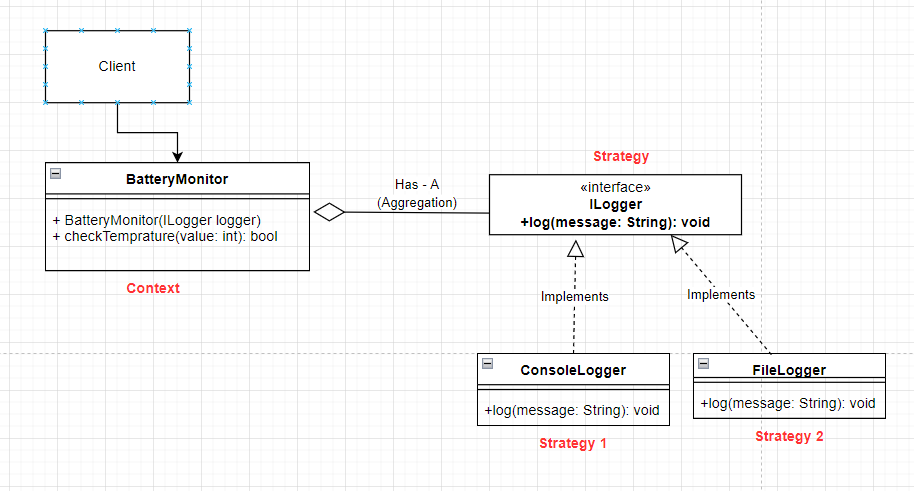 Client
BatteryMonitor
+ BatteryMonitor(ILogger logger)
+ checkTemprature(value: int): bool
Context
Has - A
(Aggregation)
Strategy
«interface»
ILogger
+log(message: String): void
Implements
Implements
ConsoleLogger
+log(message: String): void
Strategy 1
FileLogger
+log(message: String): void
Strategy 2